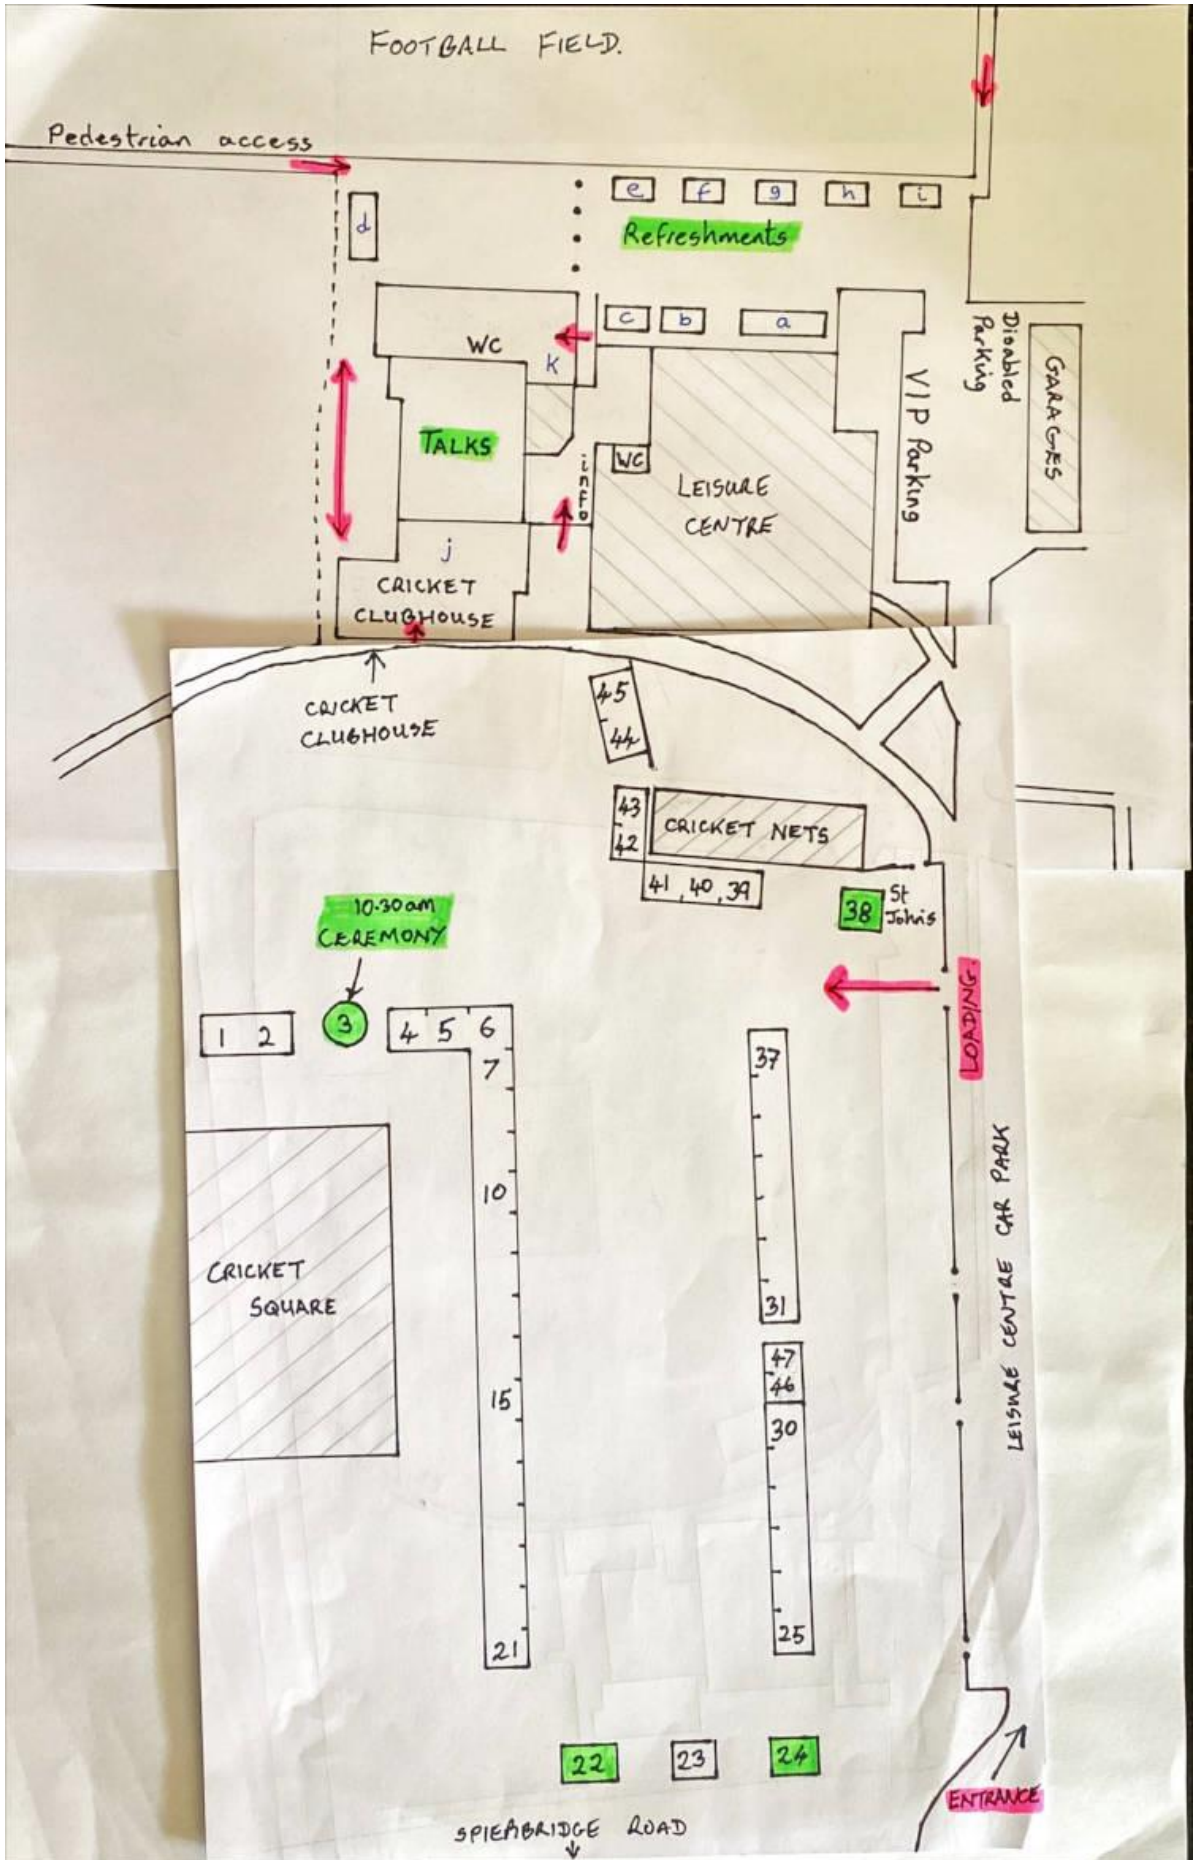 FOOTBALL FIELD.
Pedestrian access
e
f
g
h
i
d
Refreshments
c
b
a
WC
k
Disabled
Parking
GARAGES
VIP Parking
TALKS
info
WC
LEISURE
CENTRE
j
CRICKET
CLUBHOUSE
CRICKET
CLUBHOUSE
45
44
43
42
CRICKET NETS
41, 40, 39
38
St
Johns
10.30am
CEREMONY
LOADING.
1 2
3
4 5 6
7
37
10
CRICKET
SQUARE
31
LEISURE CENTRE CAR PARK
47
46
15
30
25
21
22
23
24
ENTRANCE
SPIERBRIDGE ROAD